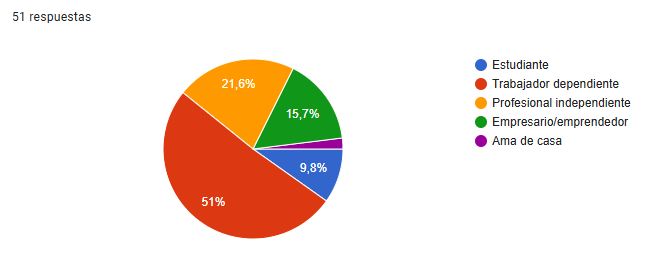 51 respuestas
21,6%
15,7%
9,8%
51%
Estudiante
Trabajador dependiente
Profesional independiente
Empresario/emprendedor
Ama de casa